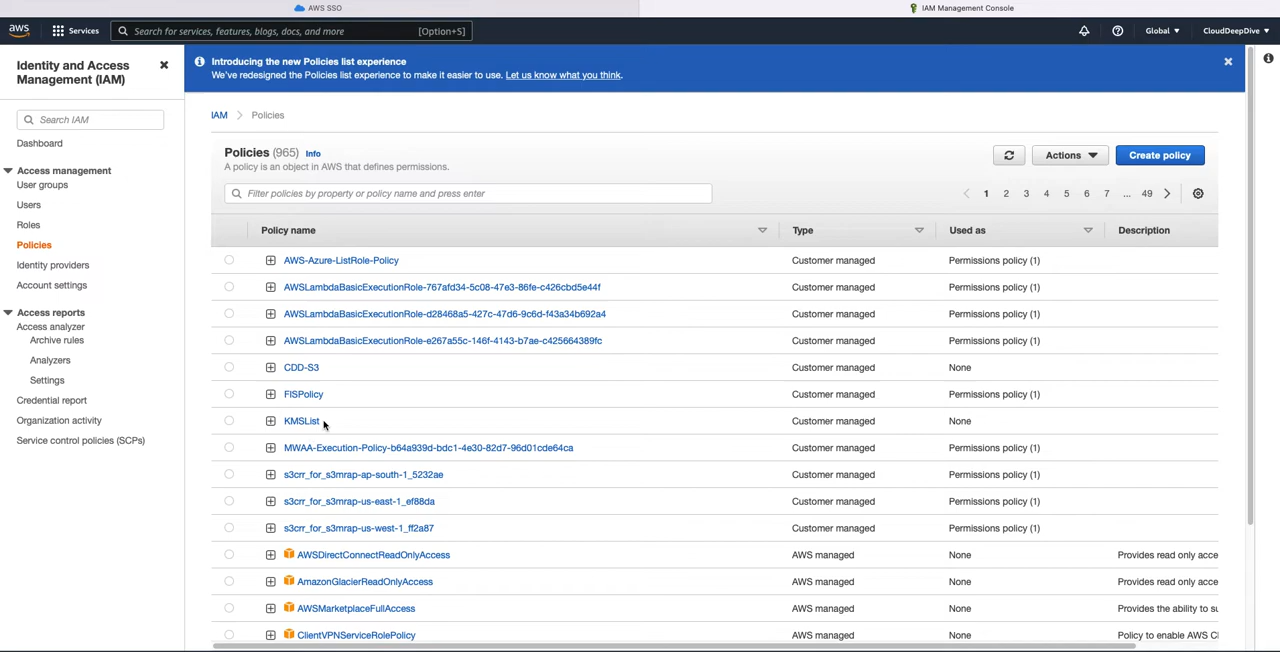 AWS SSO
IAM Management Console
aws
Services
Search for services, features, blogs, docs, and more
[Option+S]
Global
CloudDeepDive
Identity and Access
Management (IAM)
Search IAM
Dashboard
Access management
User groups
Users
Roles
Policies
Identity providers
Account settings
Access reports
Access analyzer
Archive rules
Analyzers
Settings
Credential report
Organization activity
Service control policies (SCPs)
Introducing the new Policies list experience
We've redesigned the Policies list experience to make it easier to use. Let us know what you think.
IAM > Policies
Policies (965) Info
A policy is an object in AWS that defines permissions.
Actions
Create policy
Filter policies by property or policy name and press enter
< 1 2 3 4 5 6 7 ... 49 >
Policy name Type Used as Description
AWS-Azure-ListRole-Policy Customer managed Permissions policy (1)
AWSLambdaBasicExecutionRole-767afd34-5c08-47e3-86fe-c426cbd5e44f Customer managed Permissions policy (1)
AWSLambdaBasicExecutionRole-d28468a5-427c-47d6-9c6d-f43a34b692a4 Customer managed Permissions policy (1)
AWSLambdaBasicExecutionRole-e267a55c-146f-4143-b7ae-c425664389fc Customer managed Permissions policy (1)
CDD-S3 Customer managed None
FISPolicy Customer managed Permissions policy (1)
KMSList Customer managed None
MWAA-Execution-Policy-b64a939d-bdc1-4e30-82d7-96d01cde64ca Customer managed Permissions policy (1)
s3crr_for_s3mrap-ap-south-1_5232ae Customer managed Permissions policy (1)
s3crr_for_s3mrap-us-east-1_ef88da Customer managed Permissions policy (1)
s3crr_for_s3mrap-us-west-1_ff2a87 Customer managed Permissions policy (1)
AWSDirectConnectReadOnlyAccess AWS managed None Provides read only acce
AmazonGlacierReadOnlyAccess AWS managed None Provides read only acce
AWSMarketplaceFullAccess AWS managed None Provides the ability to su
ClientVPNServiceRolePolicy AWS managed None Policy to enable AWS Cl